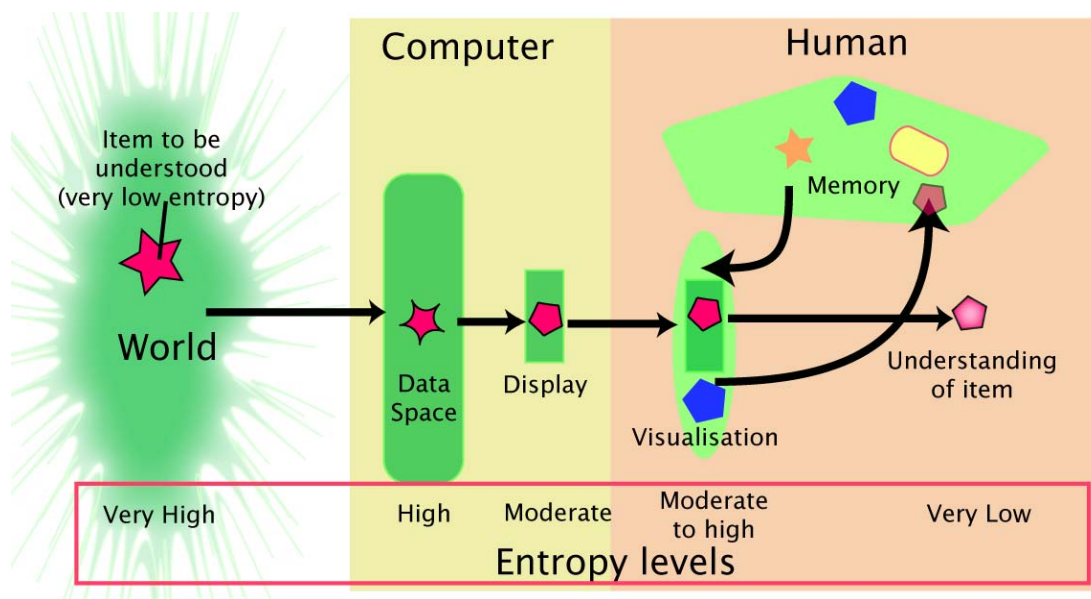 Computer
Human
Item to be
understood
(very low entropy)
Memory
World
Data
Space
Display
Visualisation
Understanding
of item
Very High
High
Moderate
Moderate
to high
Very Low
Entropy levels